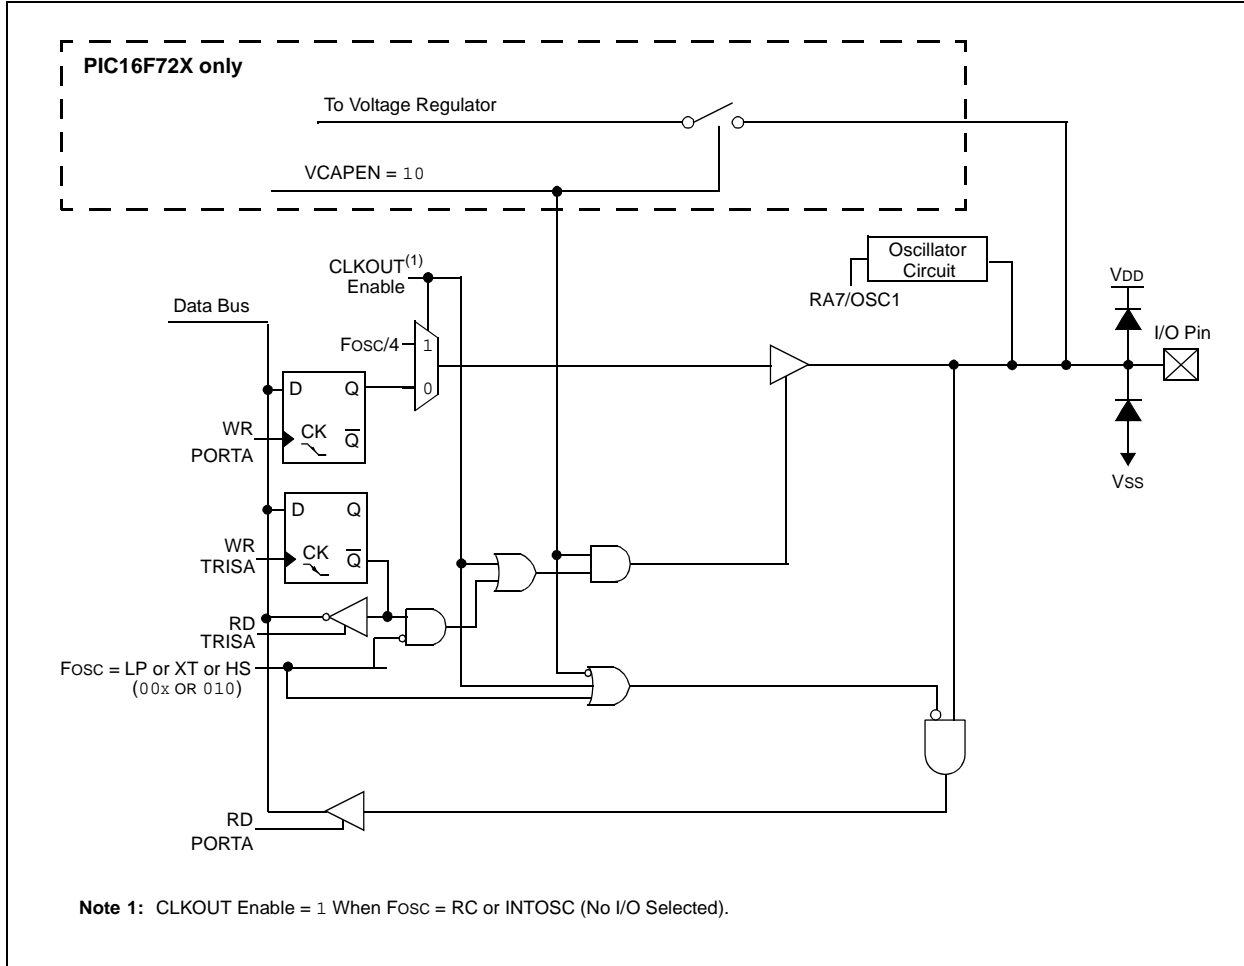 PIC16F72X only
To Voltage Regulator
VCAPEN = 10
CLKOUT(1)
Enable
Oscillator
Circuit
RA7/OSC1
VDD
I/O Pin
Data Bus
FOSC/4
1
0
D Q
CK Q
WR
PORTA
VSS
D Q
CK Q
WR
TRISA
RD
TRISA
FOSC = LP or XT or HS
(00x OR 010)
RD
PORTA
Note 1: CLKOUT Enable = 1 When FOSC = RC or INTOSC (No I/O Selected).